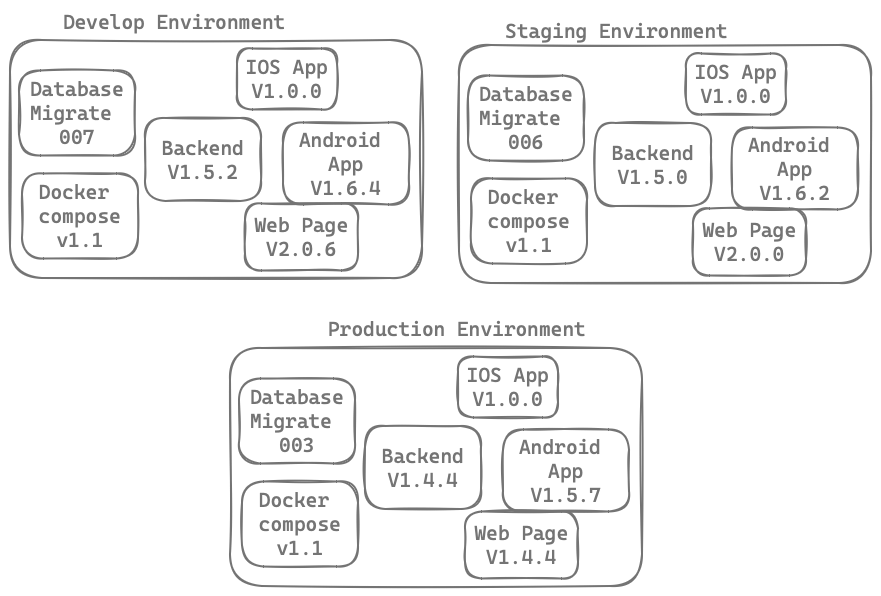 Develop Environment
IOS App
V1.0.0
Database
Migrate
007
Backend
V1.5.2
Android
App
V1.6.4
Docker
compose
v1.1
Web Page
V2.0.6
Staging Environment
IOS App
V1.0.0
Database
Migrate
006
Backend
V1.5.0
Android
App
V1.6.2
Docker
compose
v1.1
Web Page
V2.0.0
Production Environment
IOS App
V1.0.0
Database
Migrate
003
Backend
V1.4.4
Android
App
V1.5.7
Docker
compose
v1.1
Web Page
V1.4.4